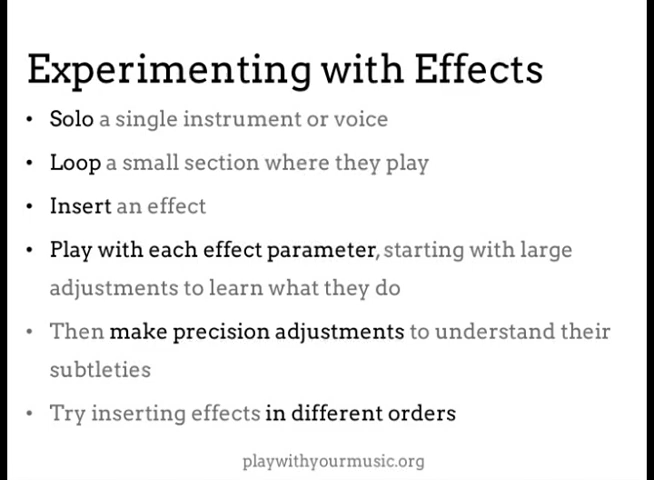 Experimenting with Effects
• Solo a single instrument or voice
• Loop a small section where they play
• Insert an effect
• Play with each effect parameter, starting with large
adjustments to learn what they do
• Then make precision adjustments to understand their
subtleties
• Try inserting effects in different orders
playwithyourmusic.org